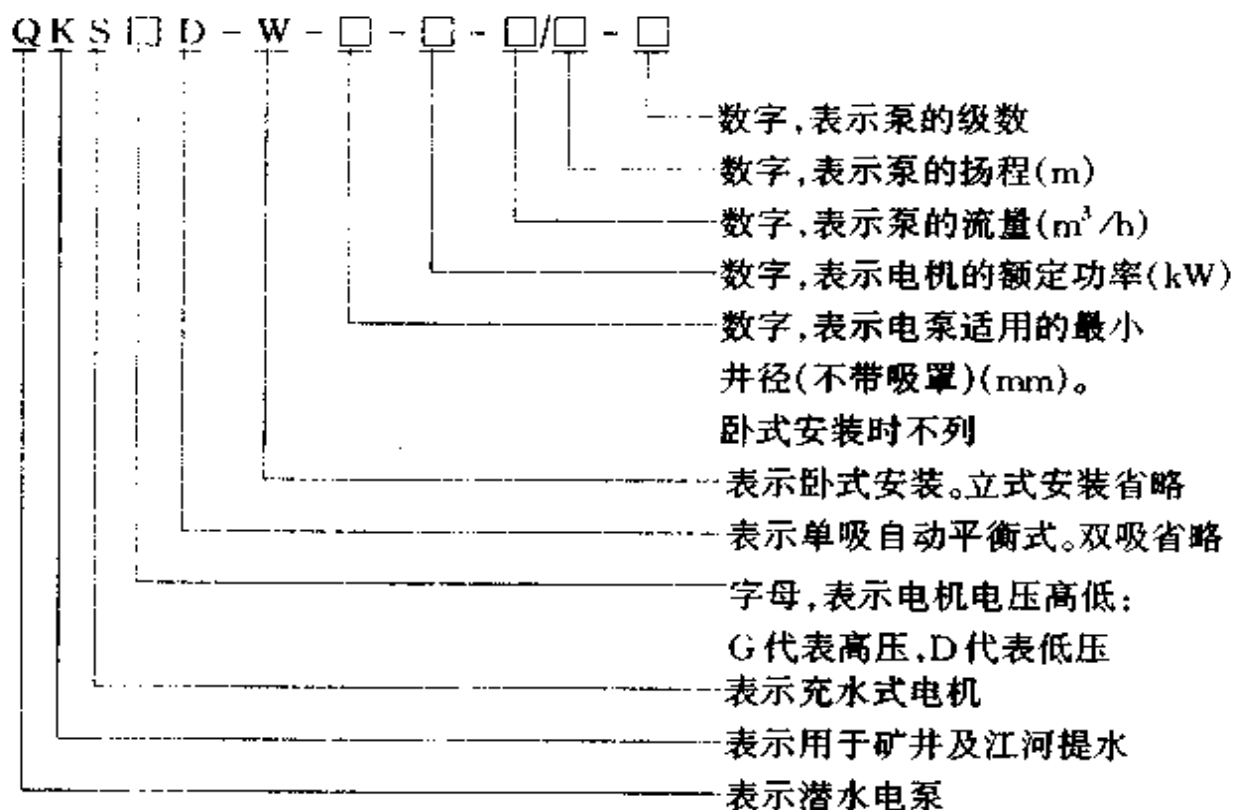 QKS□D-W-□-□-□/□-□
数字,表示泵的级数
数字,表示泵的扬程(m)
数字,表示泵的流量(m³/h)
数字,表示电机的额定功率(kW)
数字,表示电泵适用的最小
井径(不带吸罩)(mm)。
卧式安装时不列
表示卧式安装。立式安装省略
表示单吸自动平衡式。双吸省略
字母,表示电机电压高低:
G代表高压,D代表低压
表示充水式电机
表示用于矿井及江河提水
表示潜水电泵